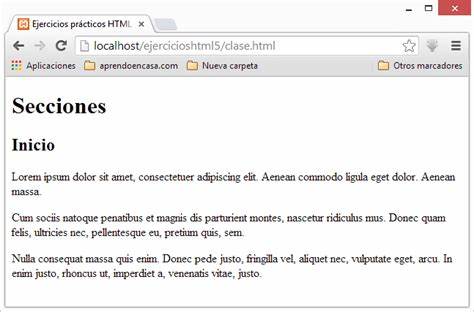 Ejercicios prácticos HTML
localhost/ejercicioshtml5/clase.html
Aplicaciones aprendoencasa.com Nueva carpeta Otros marcadores
Secciones
Inicio
Lorem ipsum dolor sit amet, consectetuer adipiscing elit. Aenean commodo ligula eget dolor. Aenean
massa.
Cum sociis natoque penatibus et magnis dis parturient montes, nascetur ridiculus mus. Donec quam
felis, ultricies nec, pellentesque eu, pretium quis, sem.
Nulla consequat massa quis enim. Donec pede justo, fringilla vel, aliquet nec, vulputate eget, arcu. In
enim justo, rhoncus ut, imperdiet a, venenatis vitae, justo.